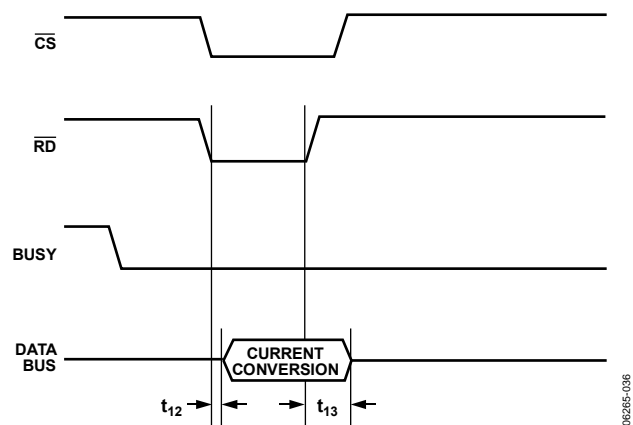 CS
RD
BUSY
DATA
BUS
CURRENT
CONVERSION
t12
t13
06265-036